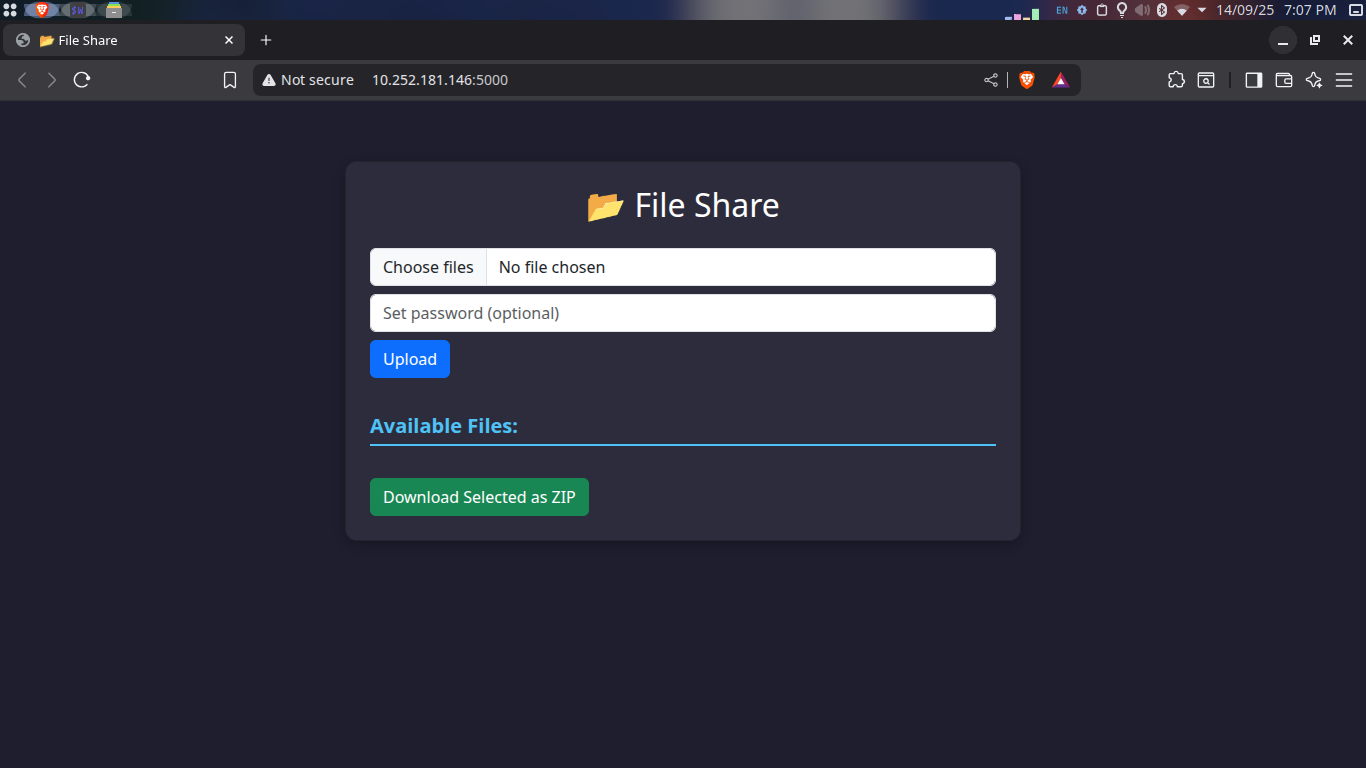 $W EN 14/09/25 7:07 PM
📂 File Share
Not secure 10.252.181.146:5000
📂 File Share
Choose files No file chosen
Set password (optional)
Upload
Available Files:
Download Selected as ZIP